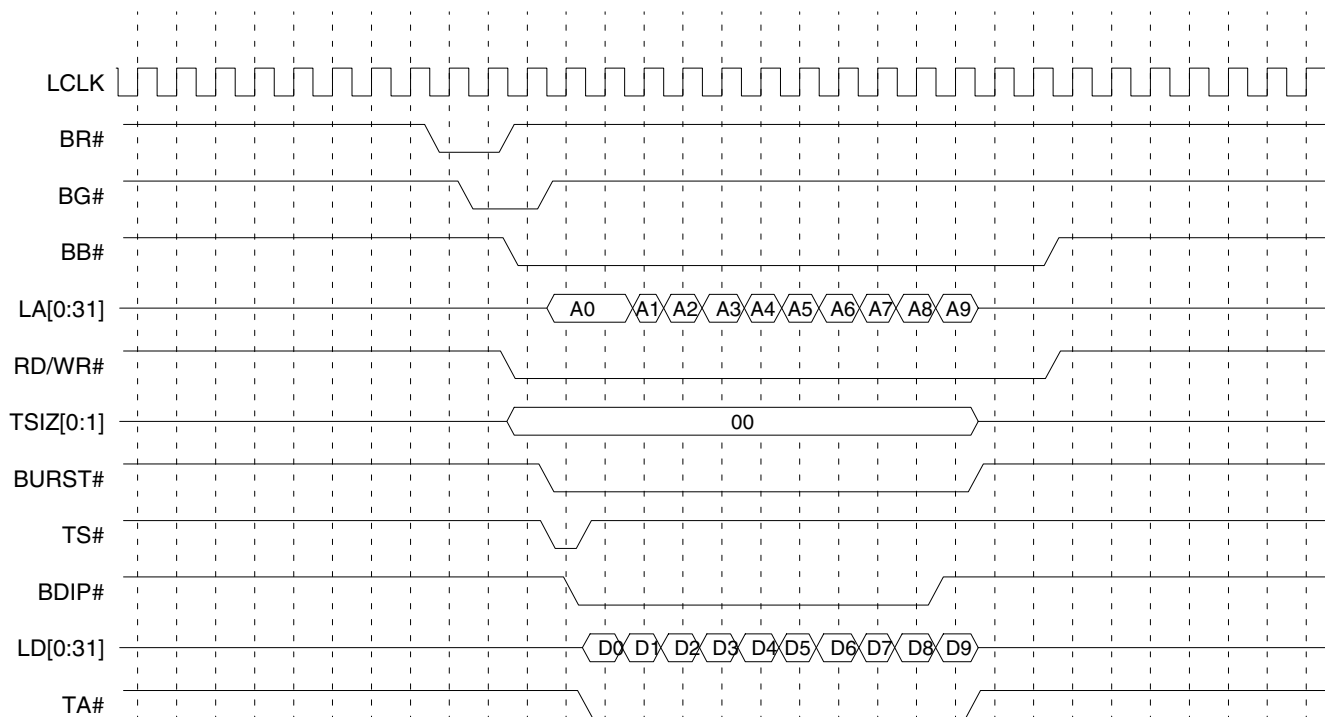 LCLK
BR#
BG#
BB#
LA[0:31] A0 A1 A2 A3 A4 A5 A6 A7 A8 A9
RD/WR#
TSIZ[0:1] 00
BURST#
TS#
BDIP#
LD[0:31] D0 D1 D2 D3 D4 D5 D6 D7 D8 D9
TA#